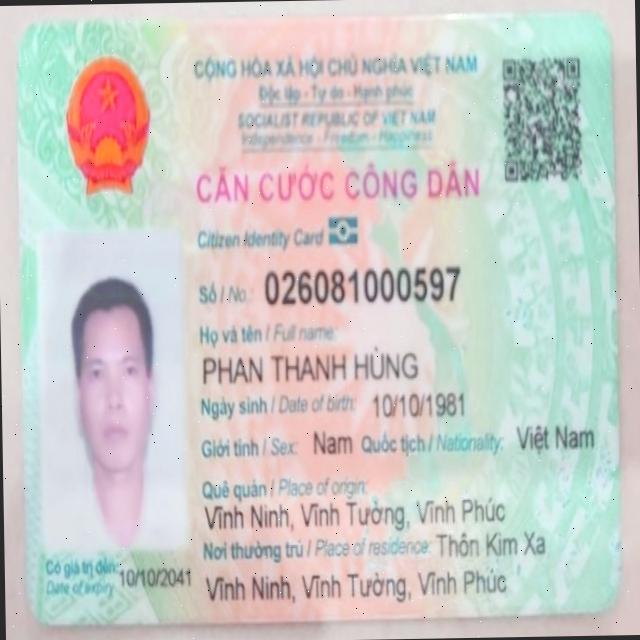 CỘNG HÒA XÃ HỘI CHỦ NGHĨA VIỆT NAM
Độc lập - Tự do - Hạnh phúc
SOCIALIST REPUBLIC OF VIET NAM
Independence - Freedom - Happiness
CĂN CƯỚC CÔNG DÂN
Citizen Identity Card
Số / No.: 026081000597
Họ và tên / Full name:
PHAN THANH HÙNG
Ngày sinh / Date of birth: 10/10/1981
Giới tính / Sex: Nam Quốc tịch / Nationality: Việt Nam
Quê quán / Place of origin:
Vĩnh Ninh, Vĩnh Tường, Vĩnh Phúc
Nơi thường trú / Place of residence: Thôn Kim Xa
Vĩnh Ninh, Vĩnh Tường, Vĩnh Phúc
Có giá trị đến: 10/10/2041
Date of expiry